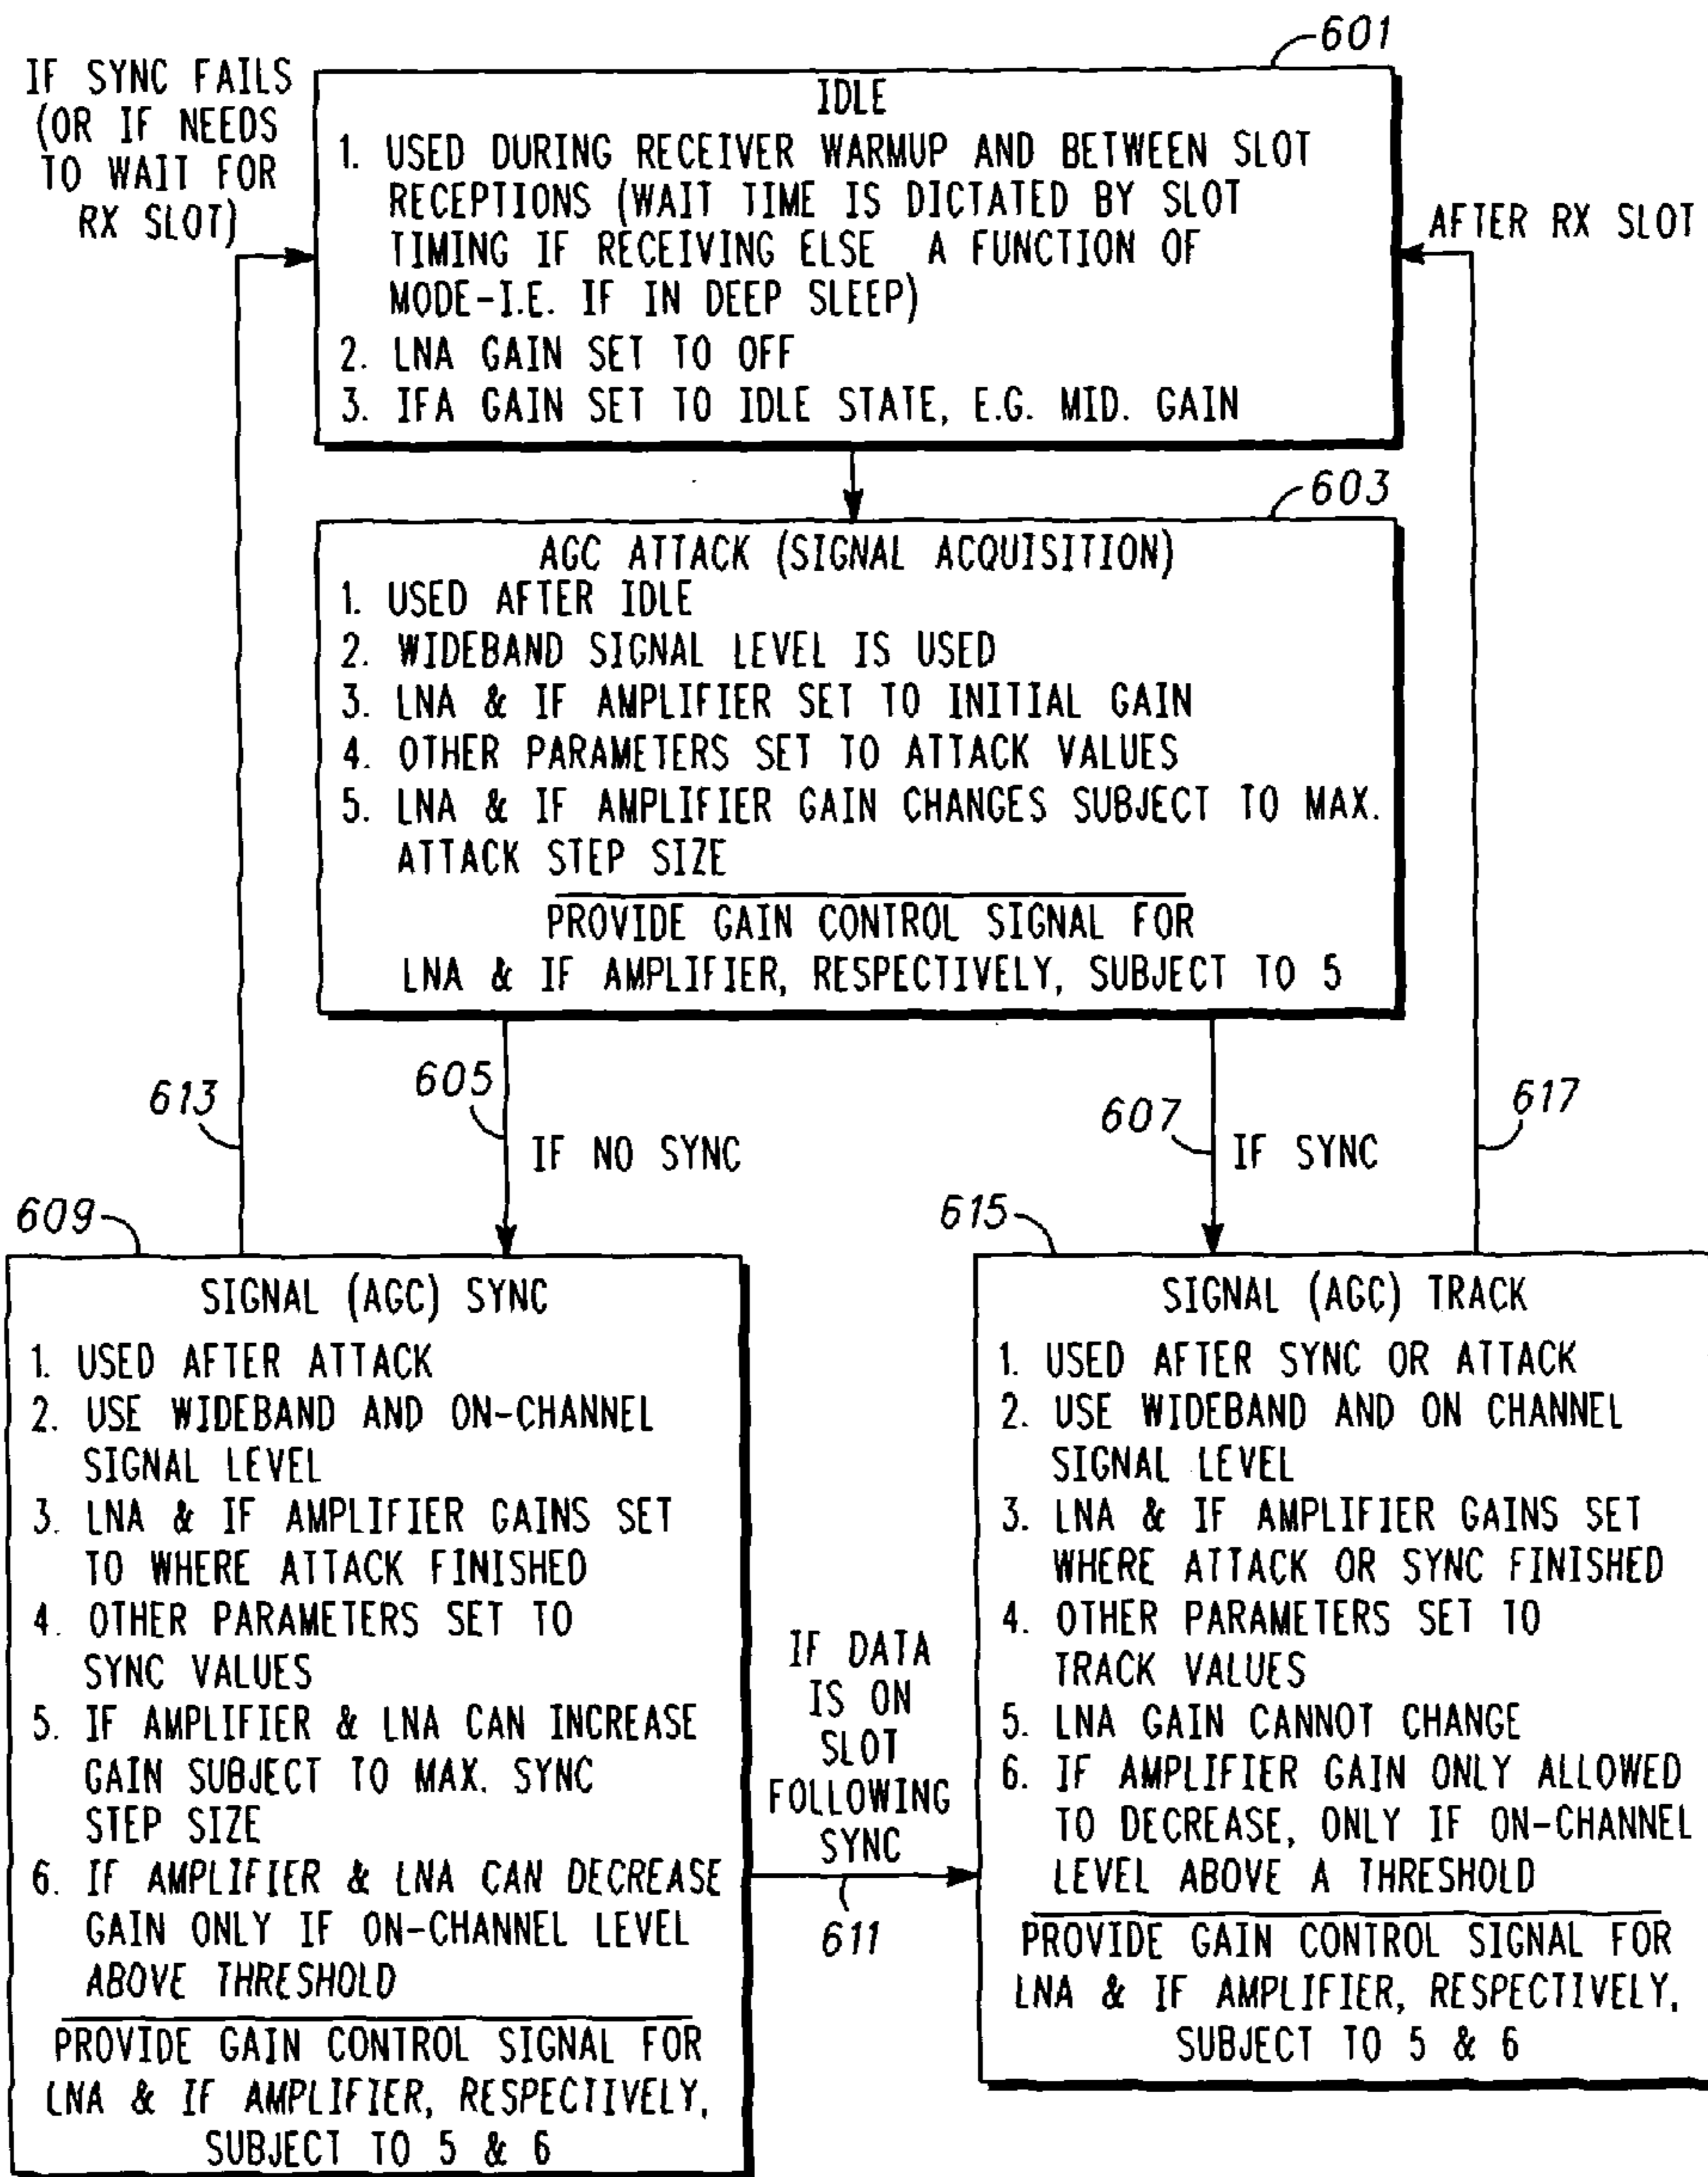 601
IF SYNC FAILS
(OR IF NEEDS
TO WAIT FOR
RX SLOT)
IDLE
1. USED DURING RECEIVER WARMUP AND BETWEEN SLOT
RECEPTIONS (WAIT TIME IS DICTATED BY SLOT
TIMING IF RECEIVING ELSE A FUNCTION OF
MODE-I.E. IF IN DEEP SLEEP)
2. LNA GAIN SET TO OFF
3. IFA GAIN SET TO IDLE STATE, E.G. MID. GAIN
AFTER RX SLOT
603
AGC ATTACK (SIGNAL ACQUISITION)
1. USED AFTER IDLE
2. WIDEBAND SIGNAL LEVEL IS USED
3. LNA & IF AMPLIFIER SET TO INITIAL GAIN
4. OTHER PARAMETERS SET TO ATTACK VALUES
5. LNA & IF AMPLIFIER GAIN CHANGES SUBJECT TO MAX.
ATTACK STEP SIZE
PROVIDE GAIN CONTROL SIGNAL FOR
LNA & IF AMPLIFIER, RESPECTIVELY, SUBJECT TO 5
613
605
IF NO SYNC
607
IF SYNC
617
609
SIGNAL (AGC) SYNC
1. USED AFTER ATTACK
2. USE WIDEBAND AND ON-CHANNEL
SIGNAL LEVEL
3. LNA & IF AMPLIFIER GAINS SET
TO WHERE ATTACK FINISHED
4. OTHER PARAMETERS SET TO
SYNC VALUES
5. IF AMPLIFIER & LNA CAN INCREASE
GAIN SUBJECT TO MAX. SYNC
STEP SIZE
6. IF AMPLIFIER & LNA CAN DECREASE
GAIN ONLY IF ON-CHANNEL LEVEL
ABOVE THRESHOLD
PROVIDE GAIN CONTROL SIGNAL FOR
LNA & IF AMPLIFIER, RESPECTIVELY,
SUBJECT TO 5 & 6
IF DATA
IS ON
SLOT
FOLLOWING
SYNC
611
615
SIGNAL (AGC) TRACK
1. USED AFTER SYNC OR ATTACK
2. USE WIDEBAND AND ON CHANNEL
SIGNAL LEVEL
3. LNA & IF AMPLIFIER GAINS SET
WHERE ATTACK OR SYNC FINISHED
4. OTHER PARAMETERS SET TO
TRACK VALUES
5. LNA GAIN CANNOT CHANGE
6. IF AMPLIFIER GAIN ONLY ALLOWED
TO DECREASE, ONLY IF ON-CHANNEL
LEVEL ABOVE A THRESHOLD
PROVIDE GAIN CONTROL SIGNAL FOR
LNA & IF AMPLIFIER, RESPECTIVELY,
SUBJECT TO 5 & 6